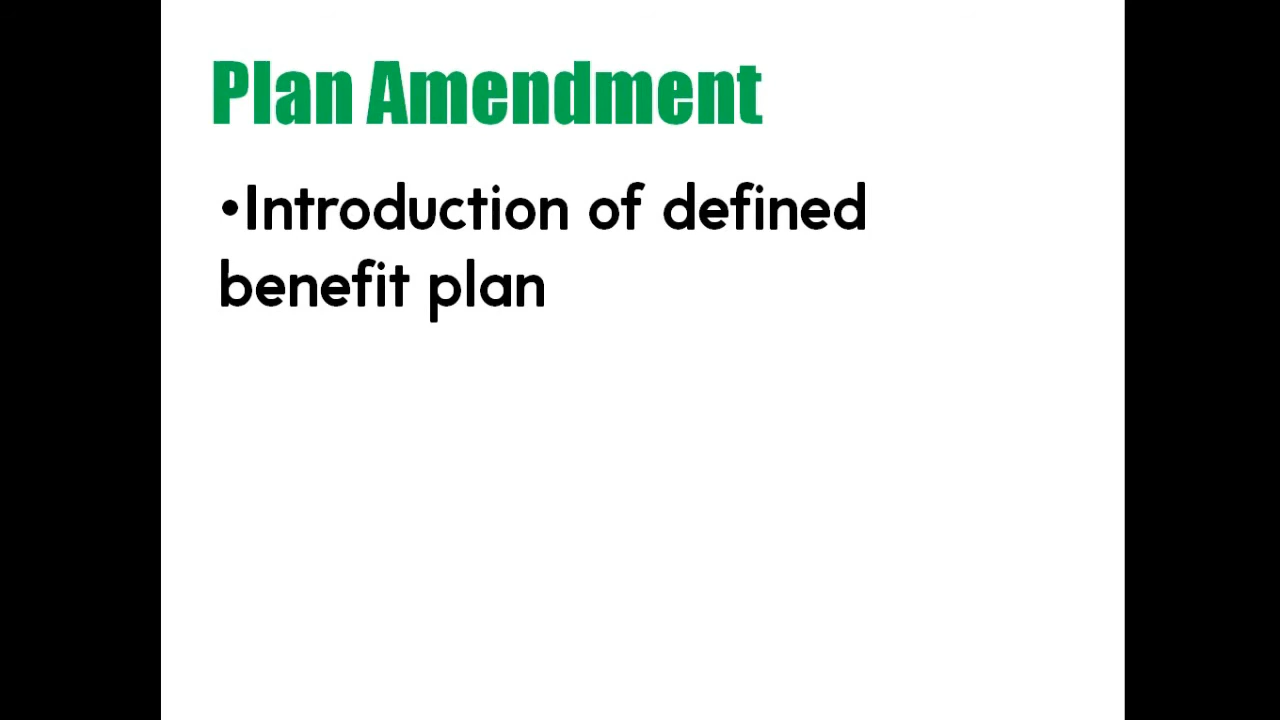 Plan Amendment
•Introduction of defined
benefit plan